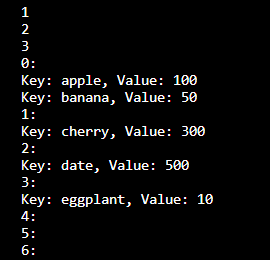 1
2
3
0:
Key: apple, Value: 100
Key: banana, Value: 50
1:
Key: cherry, Value: 300
2:
Key: date, Value: 500
3:
Key: eggplant, Value: 10
4:
5:
6: